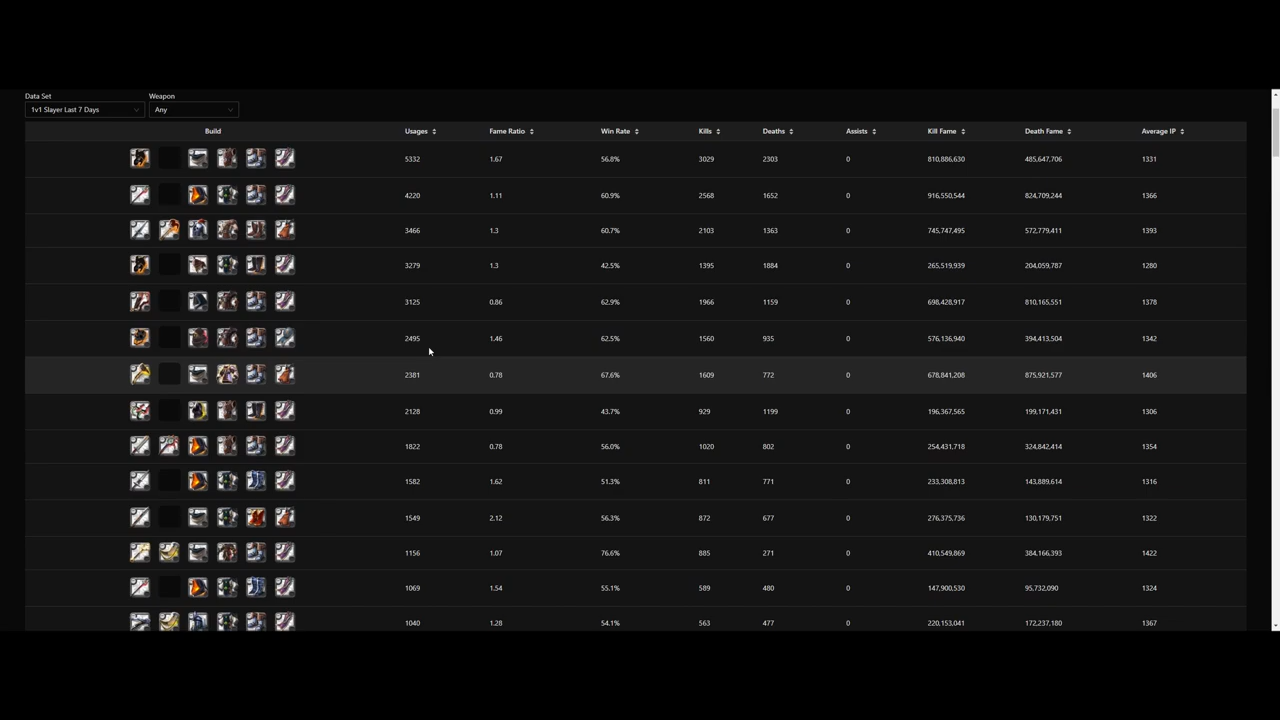 Data Set Weapon
1v1 Slayer Last 7 Days Any
Build Usages Fame Ratio Win Rate Kills Deaths Assists Kill Fame Death Fame Average IP
5332 1.67 56.8% 3029 2303 0 810,886,630 485,647,706 1331
4220 1.11 60.9% 2568 1652 0 916,550,544 824,709,244 1366
3466 1.3 60.7% 2103 1363 0 745,747,495 572,779,411 1393
3279 1.3 42.5% 1395 1884 0 265,519,939 204,059,787 1280
3125 0.86 62.9% 1966 1159 0 698,428,917 810,165,551 1378
2495 1.46 62.5% 1560 935 0 576,136,940 394,413,504 1342
2381 0.78 67.6% 1609 772 0 678,841,208 875,921,577 1406
2128 0.99 43.7% 929 1199 0 196,367,565 199,171,431 1306
1822 0.78 56.0% 1020 802 0 254,431,718 324,842,414 1354
1582 1.62 51.3% 811 771 0 233,308,813 143,889,614 1316
1549 2.12 56.3% 872 677 0 276,375,736 130,179,751 1322
1156 1.07 76.6% 885 271 0 410,549,869 384,166,393 1422
1069 1.54 55.1% 589 480 0 147,900,530 95,732,090 1324
1040 1.28 54.1% 563 477 0 220,153,041 172,237,180 1367